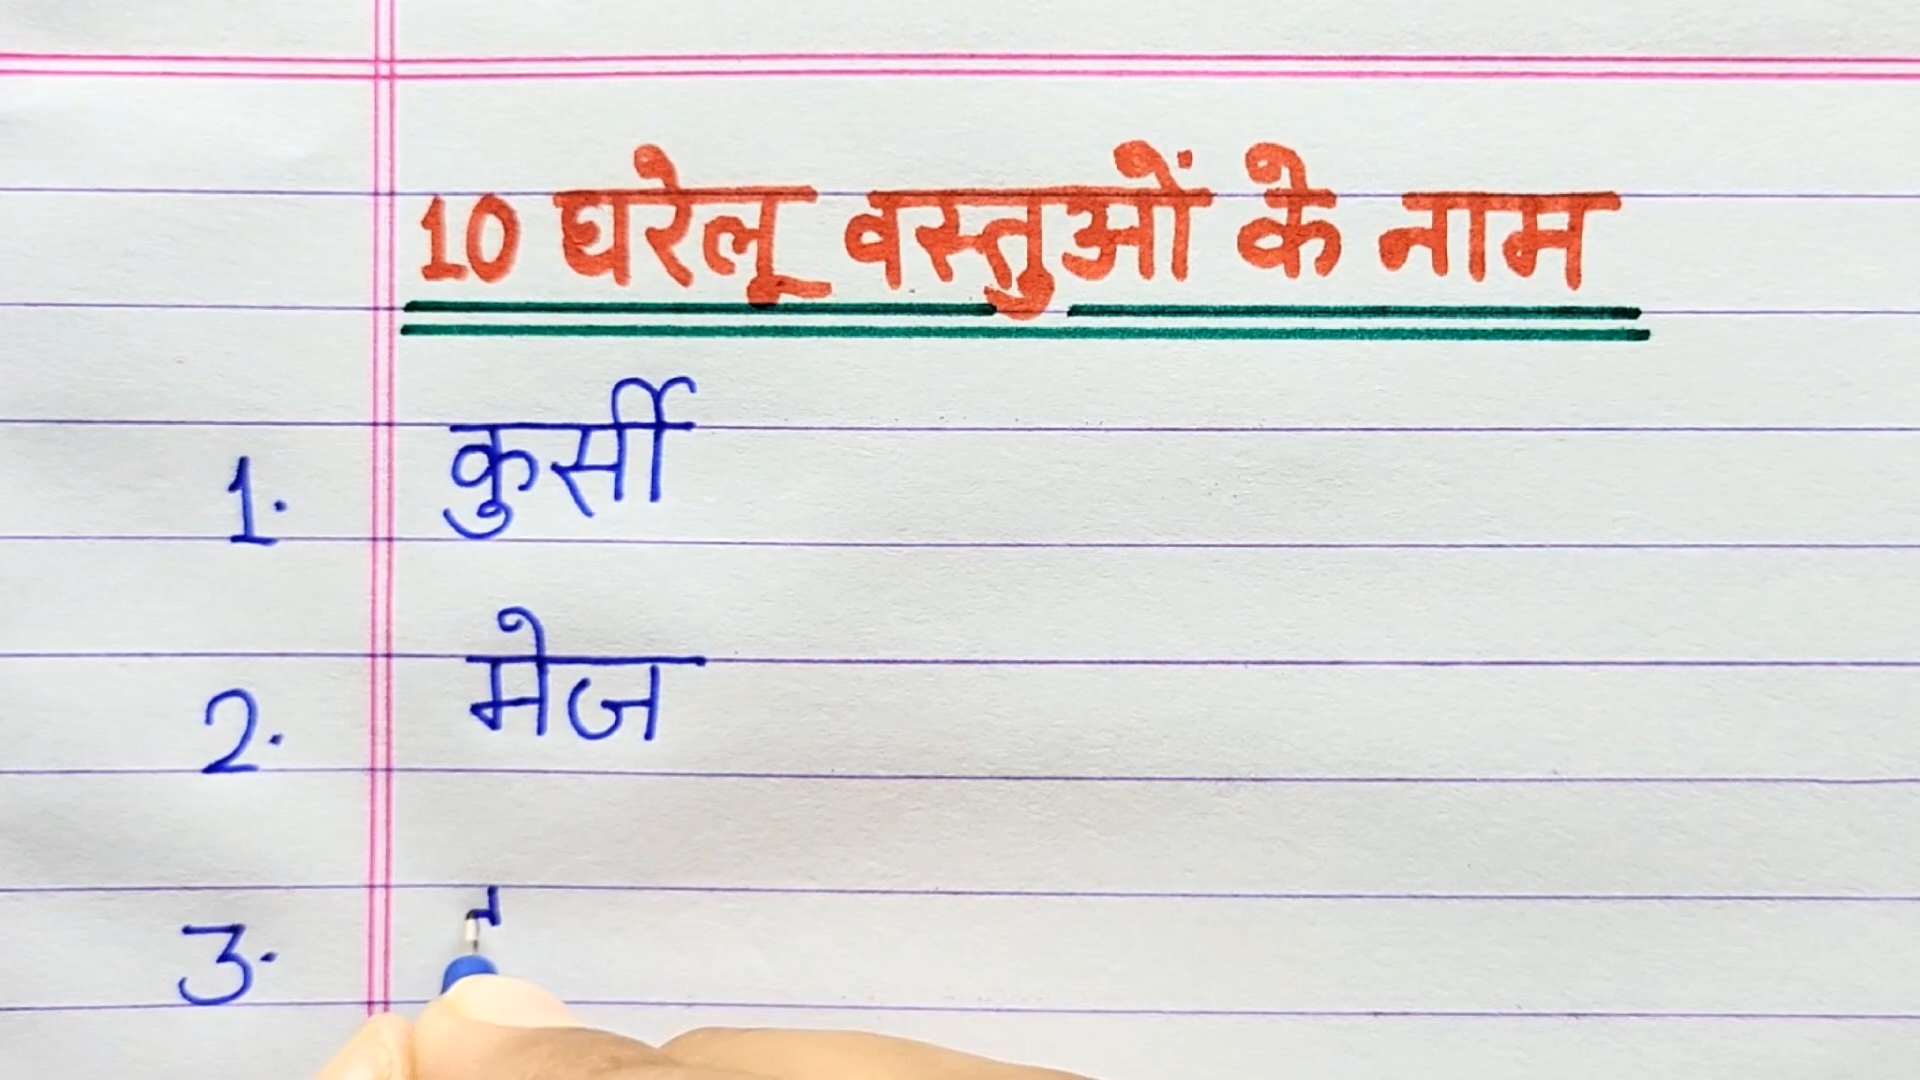 10 घरेलू वस्तुओं के नाम
1. कुर्सी
2. मेज
3.